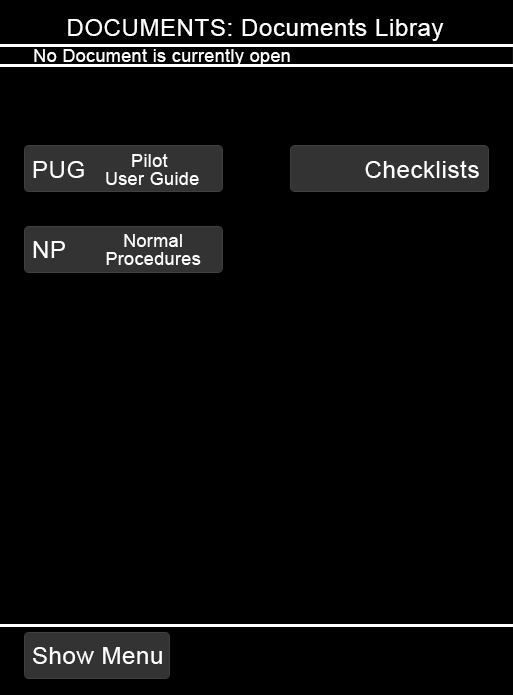 DOCUMENTS: Documents Libray
No Document is currently open
PUG
Pilot
User Guide
Checklists
NP
Normal
Procedures
Show Menu